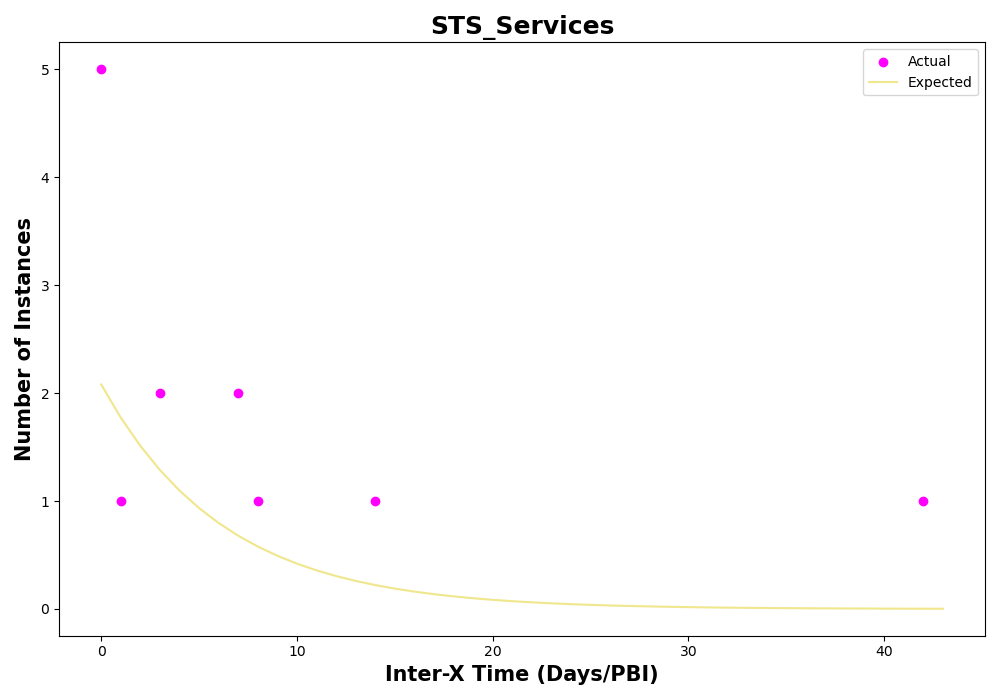 STS_Services
Actual
Expected
5
4
3
2
1
0
Number of Instances
0 10 20 30 40
Inter-X Time (Days/PBI)